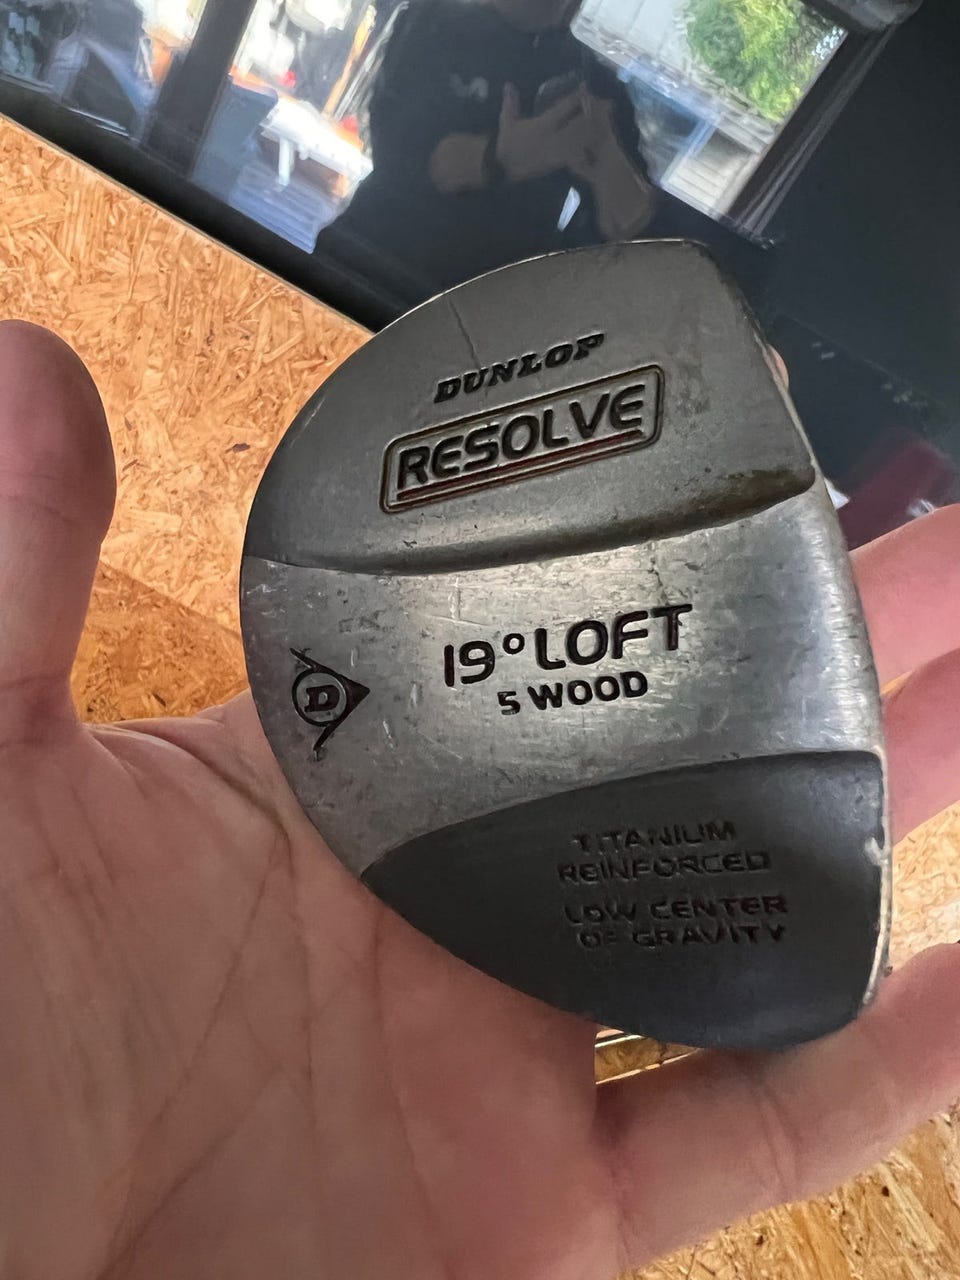 DUNLOP
RESOLVE
19° LOFT
5 WOOD
D
TITANIUM
REINFORCED
LOW CENTER
OF GRAVITY